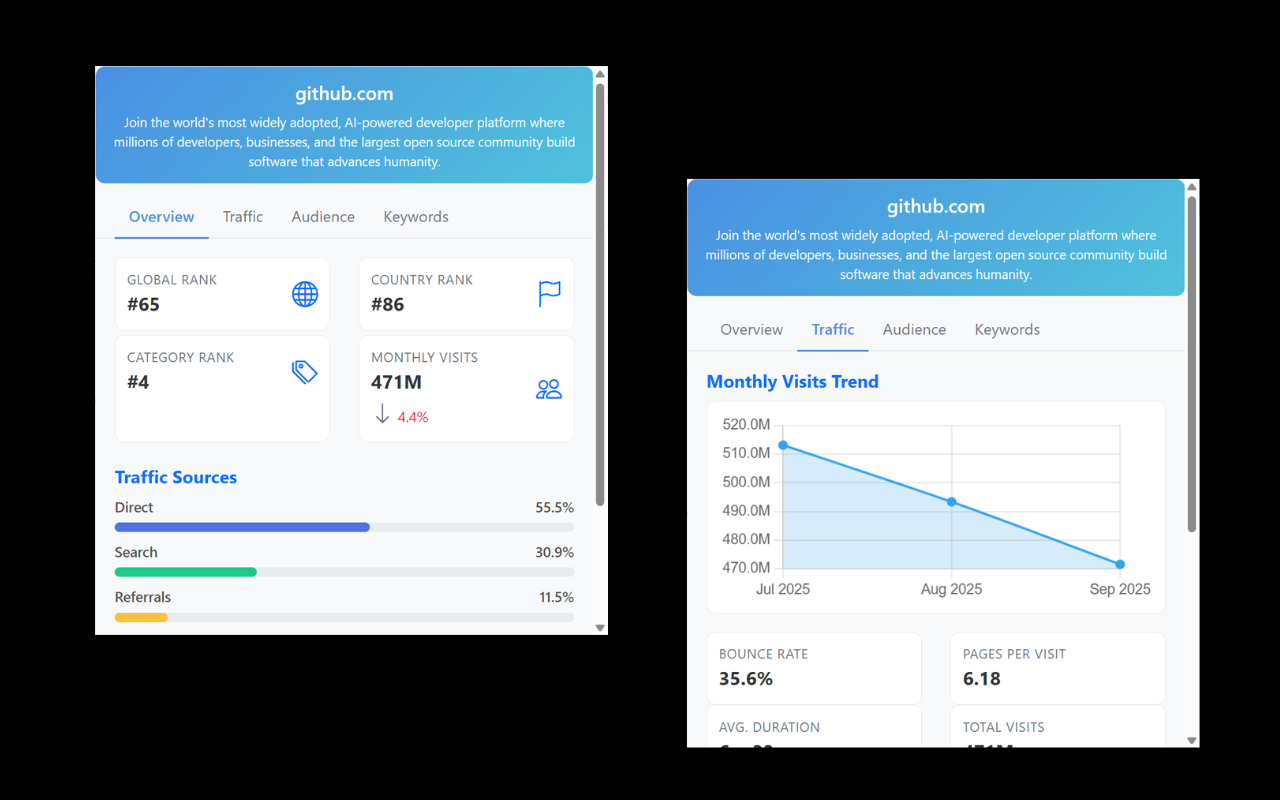 github.com
Join the world's most widely adopted, AI-powered developer platform where
millions of developers, businesses, and the largest open source community build
software that advances humanity.
Overview Traffic Audience Keywords
GLOBAL RANK
#65
COUNTRY RANK
#86
CATEGORY RANK
#4
MONTHLY VISITS
471M
4.4%
Traffic Sources
Direct 55.5%
Search 30.9%
Referrals 11.5%
github.com
Join the world's most widely adopted, AI-powered developer platform where
millions of developers, businesses, and the largest open source community build
software that advances humanity.
Overview Traffic Audience Keywords
Monthly Visits Trend
520.0M
510.0M
500.0M
490.0M
480.0M
470.0M
Jul 2025 Aug 2025 Sep 2025
BOUNCE RATE
35.6%
PAGES PER VISIT
6.18
AVG. DURATION
TOTAL VISITS
471M